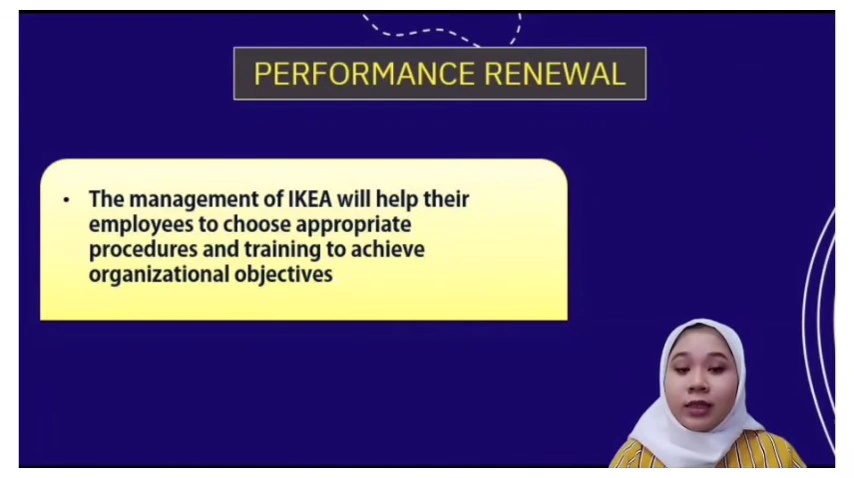 PERFORMANCE RENEWAL
• The management of IKEA will help their
employees to choose appropriate
procedures and training to achieve
organizational objectives